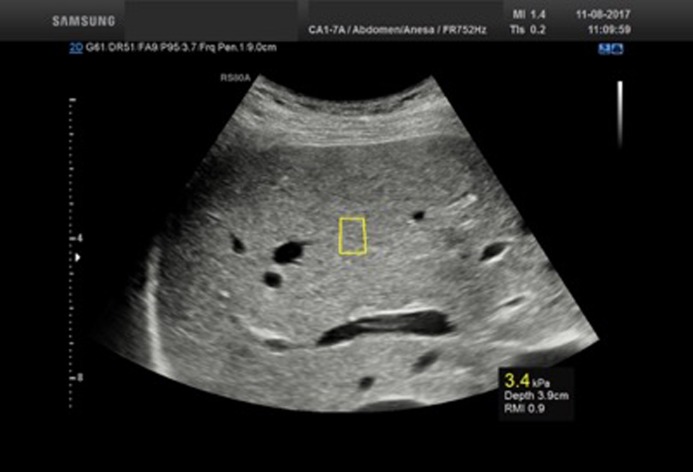 SAMSUNG
MI 1.4 11-08-2017
CA1-7A / Abdomen/Anesa / FR752Hz TIs 0.2 11:09:59
2D G61/DR51/FA9/P95/3.7/Frq Pen./19.0cm
RS80A
4
8
3.4 kPa
Depth 3.9cm
RMI 0.9